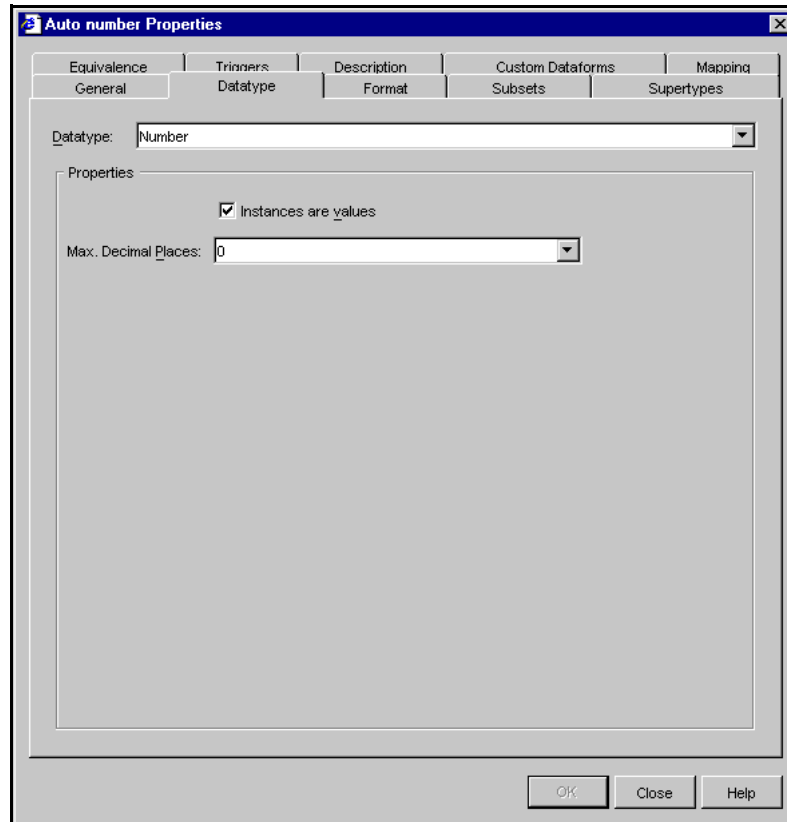 Auto number Properties
Equivalence Triggers Description Custom Dataforms Mapping
General Datatype Format Subsets Supertypes
Datatype: Number
Properties
Instances are values
Max. Decimal Places: 0
OK Close Help